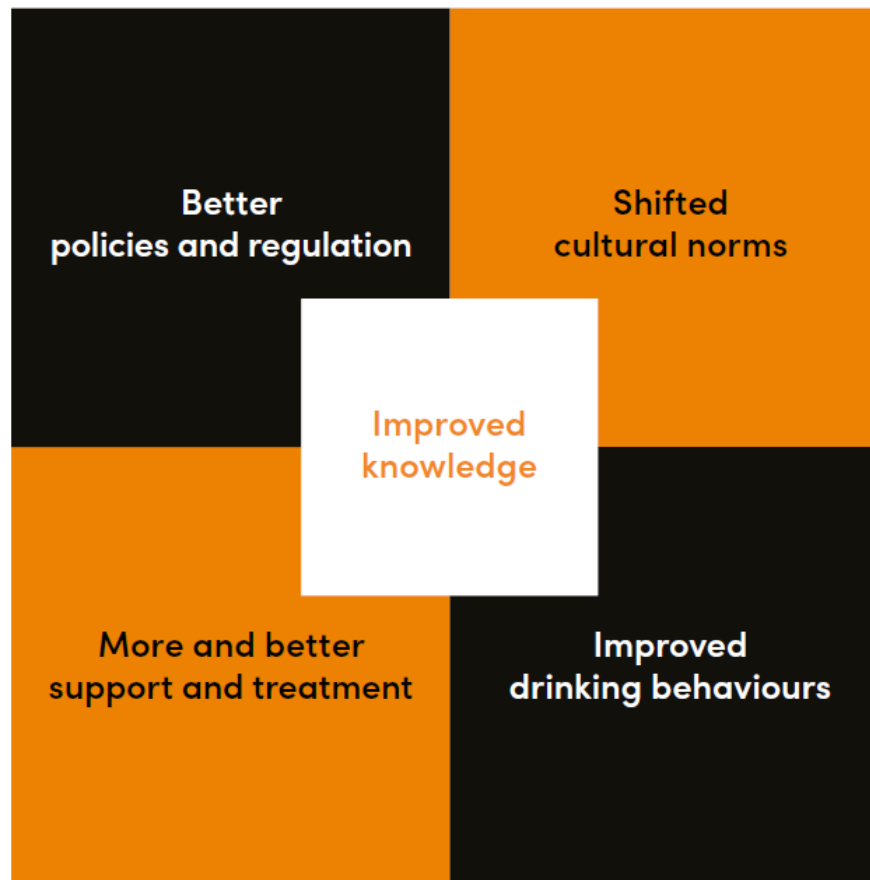 Better
policies and regulation
Shifted
cultural norms
Improved
knowledge
More and better
support and treatment
Improved
drinking behaviours